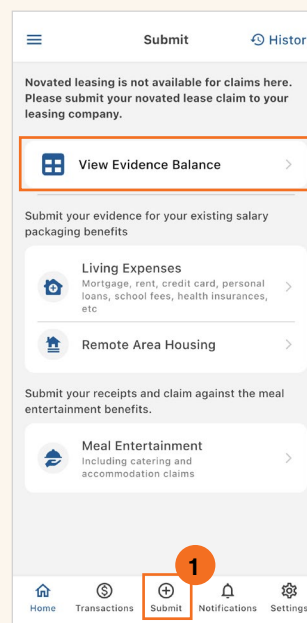 Submit
Histor
Novated leasing is not available for claims here.
Please submit your novated lease claim to your
leasing company.
View Evidence Balance
Submit your evidence for your existing salary
packaging benefits
Living Expenses
Mortgage, rent, credit card, personal
loans, school fees, health insurances,
etc
Remote Area Housing
Submit your receipts and claim against the meal
entertainment benefits.
Meal Entertainment
Including catering and
accommodation claims
1
Home
Transactions
Submit
Notifications
Settings